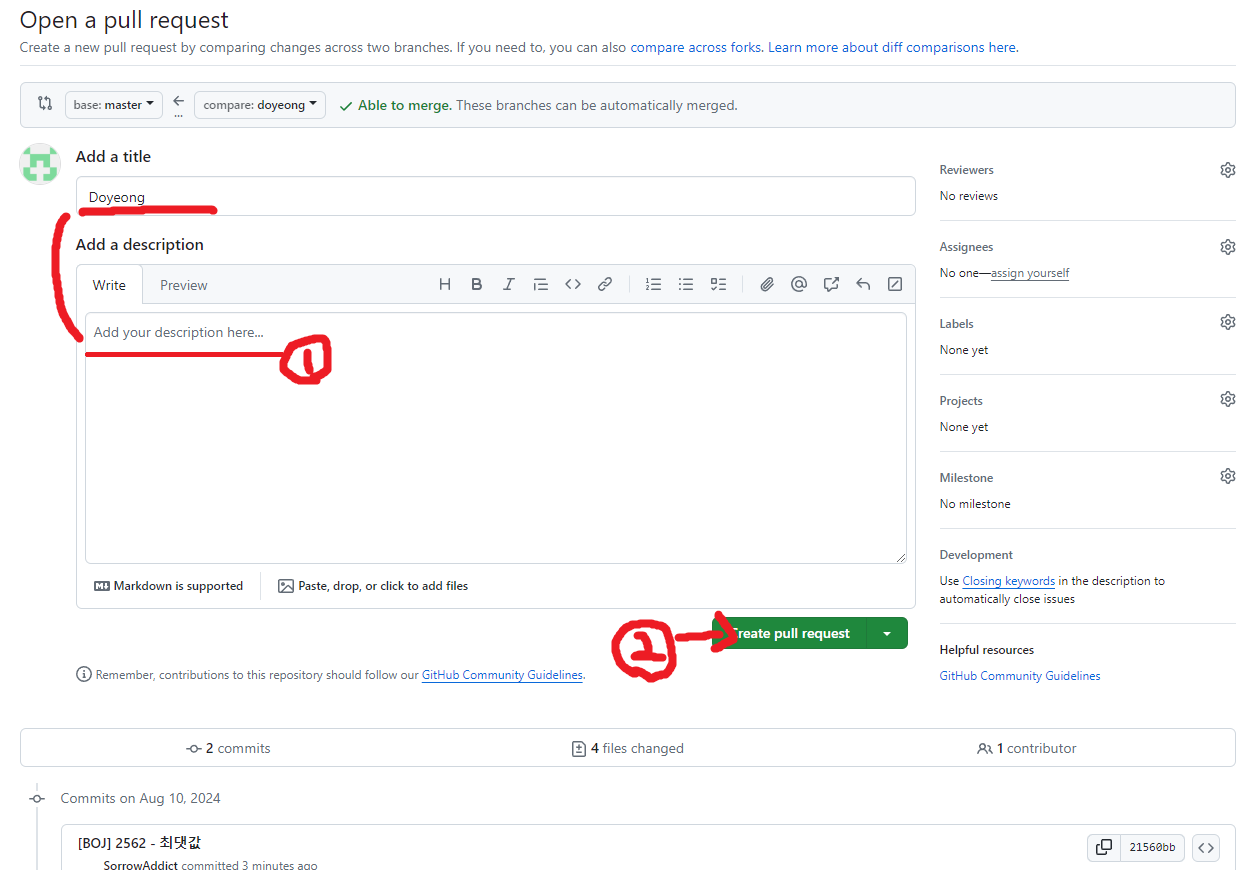 Open a pull request
Create a new pull request by comparing changes across two branches. If you need to, you can also compare across forks. Learn more about diff comparisons here.
base: master
...
compare: doyeong
Able to merge. These branches can be automatically merged.
Add a title
Doyeong
Add a description
Write
Preview
H B I
Add your description here...
1
Markdown is supported
Paste, drop, or click to add files
2
Create pull request
Remember, contributions to this repository should follow our GitHub Community Guidelines.
Reviewers
No reviews
Assignees
No one—assign yourself
Labels
None yet
Projects
None yet
Milestone
No milestone
Development
Use Closing keywords in the description to
automatically close issues
Helpful resources
GitHub Community Guidelines
2 commits
4 files changed
1 contributor
Commits on Aug 10, 2024
[BOJ] 2562 - 최댓값
21560bb
SorrowAddict committed 3 minutes ago